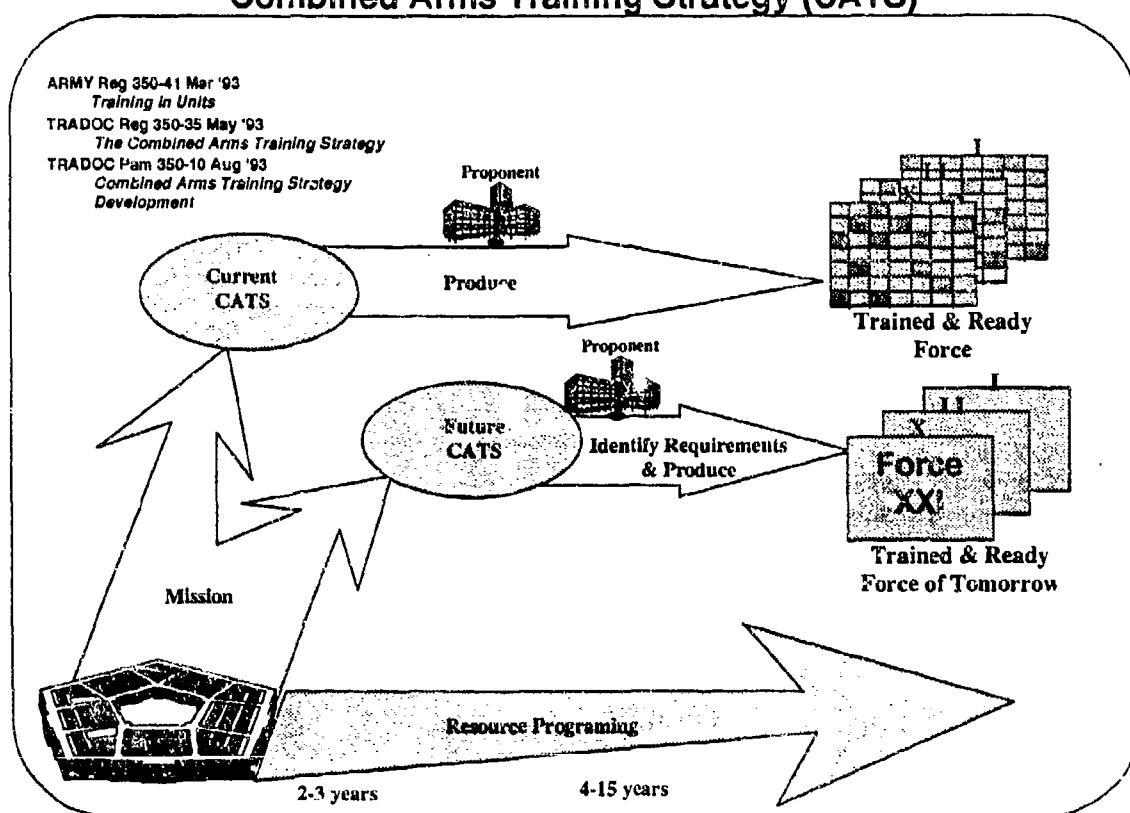 Combined Arms Training Strategy (CATS)
ARMY Reg 350-41 Mar '93
Training in Units
TRADOC Reg 350-35 May '93
The Combined Arms Training Strategy
TRADOC Pam 350-10 Aug '93
Combined Arms Training Strategy
Development
Proponent
Current
CATS
Produce
I
I I
X
Trained & Ready
Force
Proponent
Future
CATS
Identify Requirements
& Produce
I
I I
X
Force
XXI
Trained & Ready
Force of Tomorrow
Mission
Resource Programing
2-3 years
4-15 years